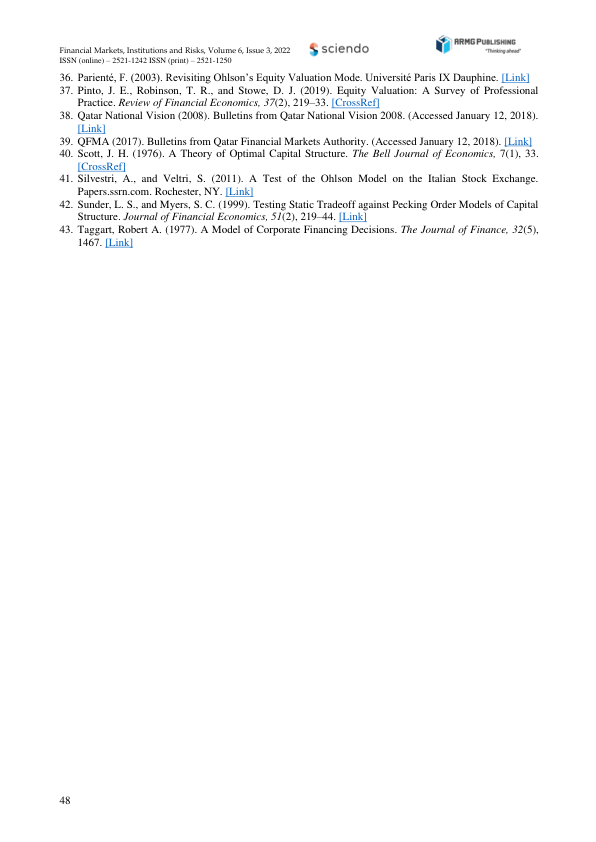 Financial Markets, Institutions and Risks, Volume 6, Issue 3, 2022
ISSN (online) – 2521-1242 ISSN (print) – 2521-1250
sciendo
ARMG PUBLISHING
"Thinking ahead"
36. Parienté, F. (2003). Revisiting Ohlson's Equity Valuation Mode. Université Paris IX Dauphine. [Link]
37. Pinto, J. E., Robinson, T. R., and Stowe, D. J. (2019). Equity Valuation: A Survey of Professional
Practice. Review of Financial Economics, 37(2), 219–33. [CrossRef]
38. Qatar National Vision (2008). Bulletins from Qatar National Vision 2008. (Accessed January 12, 2018).
[Link]
39. QFMA (2017). Bulletins from Qatar Financial Markets Authority. (Accessed January 12, 2018). [Link]
40. Scott, J. H. (1976). A Theory of Optimal Capital Structure. The Bell Journal of Economics, 7(1), 33.
[CrossRef]
41. Silvestri, A., and Veltri, S. (2011). A Test of the Ohlson Model on the Italian Stock Exchange.
Papers.ssrn.com. Rochester, NY. [Link]
42. Sunder, L. S., and Myers, S. C. (1999). Testing Static Tradeoff against Pecking Order Models of Capital
Structure. Journal of Financial Economics, 51(2), 219–44. [Link]
43. Taggart, Robert A. (1977). A Model of Corporate Financing Decisions. The Journal of Finance, 32(5),
1467. [Link]
48